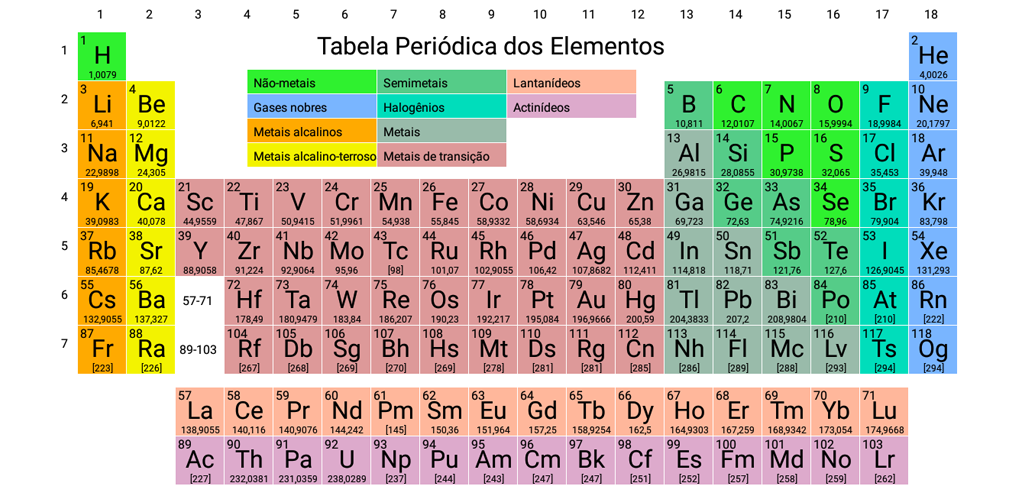 1 2 3 4 5 6 7 8 9 10 11 12 13 14 15 16 17 18
Tabela Periódica dos Elementos
Não-metais Semimetais Lantanídeos
Gases nobres Halogênios Actinídeos
Metais alcalinos Metais
Metais alcalino-terroso Metais de transição
1
1 2
H He
1,0079 4,0026
2
3 4 5 6 7 8 9 10
Li Be B C N O F Ne
6,941 9,0122 10,811 12,0107 14,0067 15,9994 18,9984 20,1797
3
11 12 13 14 15 16 17 18
Na Mg Al Si P S Cl Ar
22,9898 24,305 26,9815 28,0855 30,9738 32,065 35,453 39,948
4
19 20 21 22 23 24 25 26 27 28 29 30 31 32 33 34 35 36
K Ca Sc Ti V Cr Mn Fe Co Ni Cu Zn Ga Ge As Se Br Kr
39,0983 40,078 44,9559 47,867 50,9415 51,9961 54,938 55,845 58,9332 58,6934 63,546 65,38 69,723 72,63 74,9216 78,96 79,904 83,798
5
37 38 39 40 41 42 43 44 45 46 47 48 49 50 51 52 53 54
Rb Sr Y Zr Nb Mo Tc Ru Rh Pd Ag Cd In Sn Sb Te I Xe
85,4678 87,62 88,9058 91,224 92,9064 95,96 [98] 101,07 102,9055 106,42 107,8682 112,411 114,818 118,71 121,76 127,6 126,9045 131,293
6
55 56 72 73 74 75 76 77 78 79 80 81 82 83 84 85 86
Cs Ba 57-71 Hf Ta W Re Os Ir Pt Au Hg Tl Pb Bi Po At Rn
132,9055 137,327 178,49 180,9479 183,84 186,207 190,23 192,217 195,084 196,9666 200,59 204,3833 207,2 208,9804 [210] [210] [222]
7
87 88 104 105 106 107 108 109 110 111 112 113 114 115 116 117 118
Fr Ra 89-103 Rf Db Sg Bh Hs Mt Ds Rg Cn Nh Fl Mc Lv Ts Og
[223] [226] [267] [268] [269] [270] [269] [278] [281] [281] [285] [286] [289] [288] [293] [294] [294]
57 58 59 60 61 62 63 64 65 66 67 68 69 70 71
La Ce Pr Nd Pm Sm Eu Gd Tb Dy Ho Er Tm Yb Lu
138,9055 140,116 140,9076 144,242 [145] 150,36 151,964 157,25 158,9254 162,5 164,9303 167,259 168,9342 173,054 174,9668
89 90 91 92 93 94 95 96 97 98 99 100 101 102 103
Ac Th Pa U Np Pu Am Cm Bk Cf Es Fm Md No Lr
[227] 232,0381 231,0359 238,0289 [237] [244] [243] [247] [247] [251] [252] [257] [258] [259] [262]